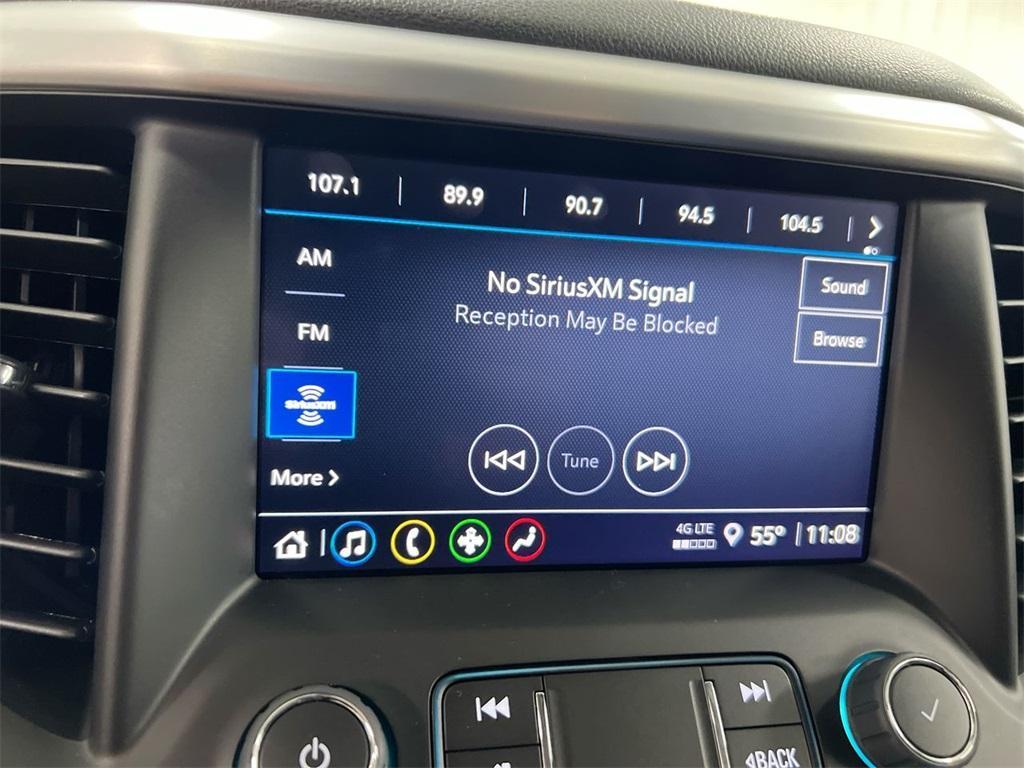 107.1 89.9 90.7 94.5 104.5
AM
FM
SiriusXM
More
No SiriusXM Signal
Reception May Be Blocked
Sound
Browse
Tune
4G LTE
55° 11:08
BACK